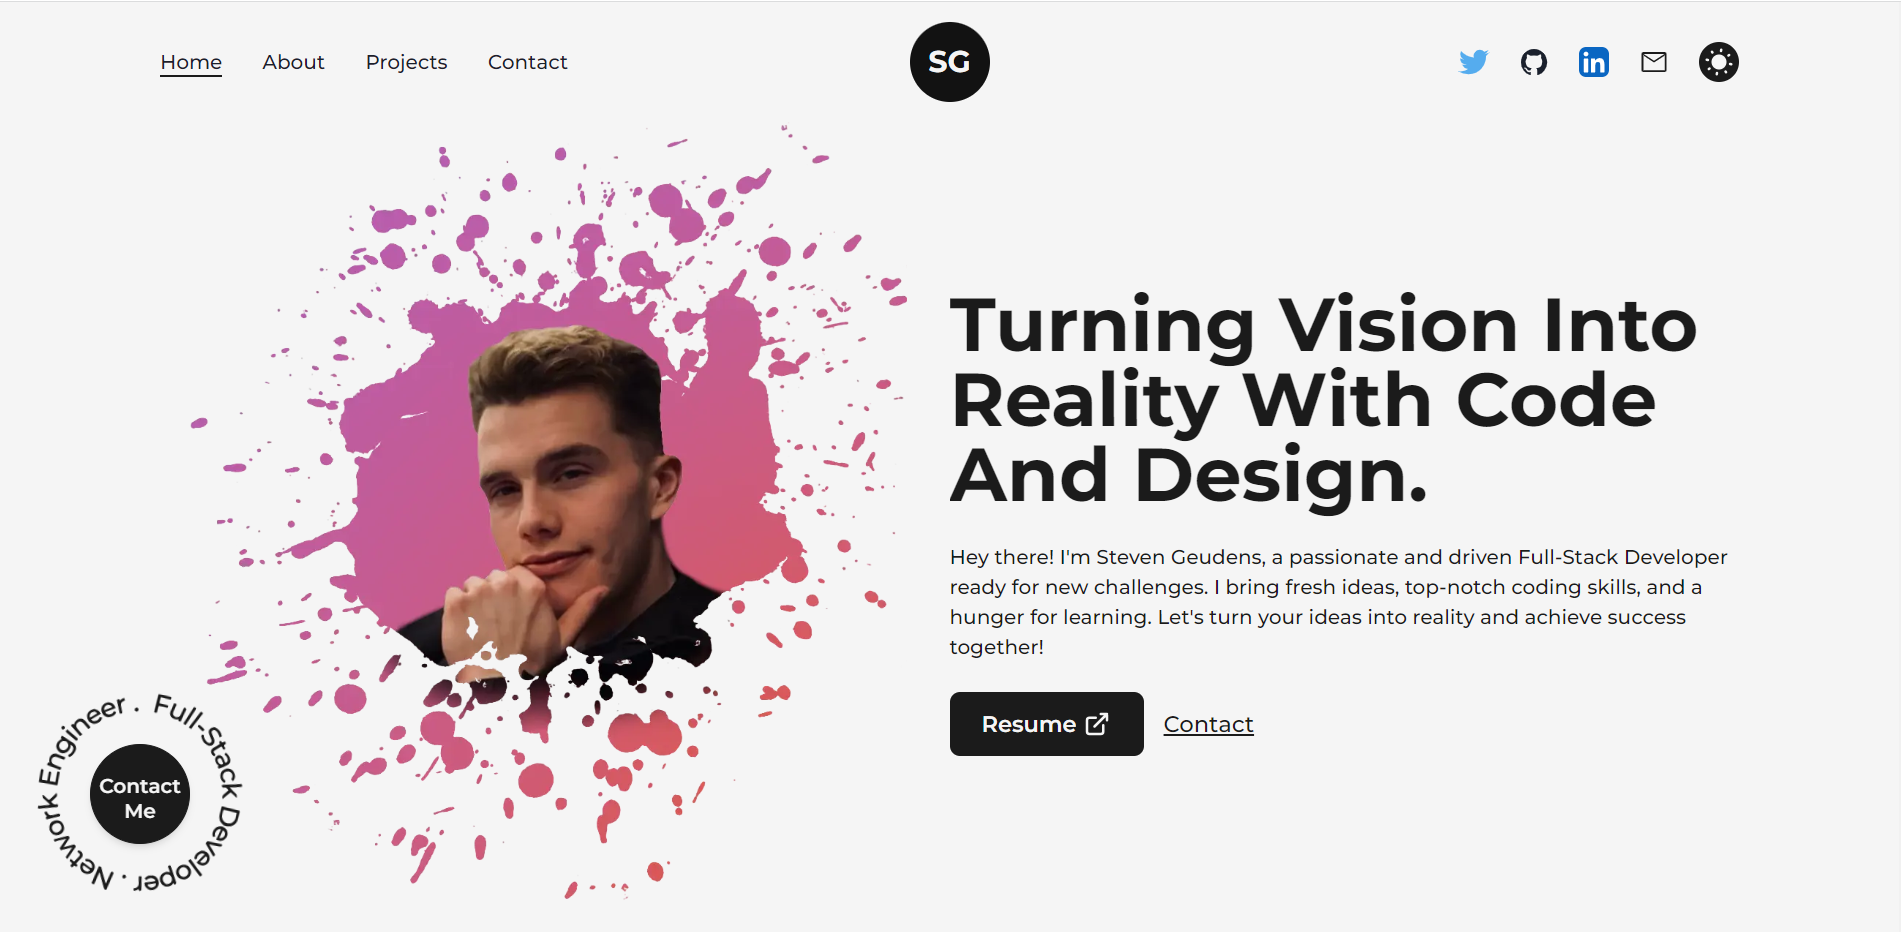 Home About Projects Contact
SG
Turning Vision Into
Reality With Code
And Design.
Hey there! I'm Steven Geudens, a passionate and driven Full-Stack Developer
ready for new challenges. I bring fresh ideas, top-notch coding skills, and a
hunger for learning. Let's turn your ideas into reality and achieve success
together!
Resume Contact
Full-Stack Developer . Network Engineer .
Contact
Me